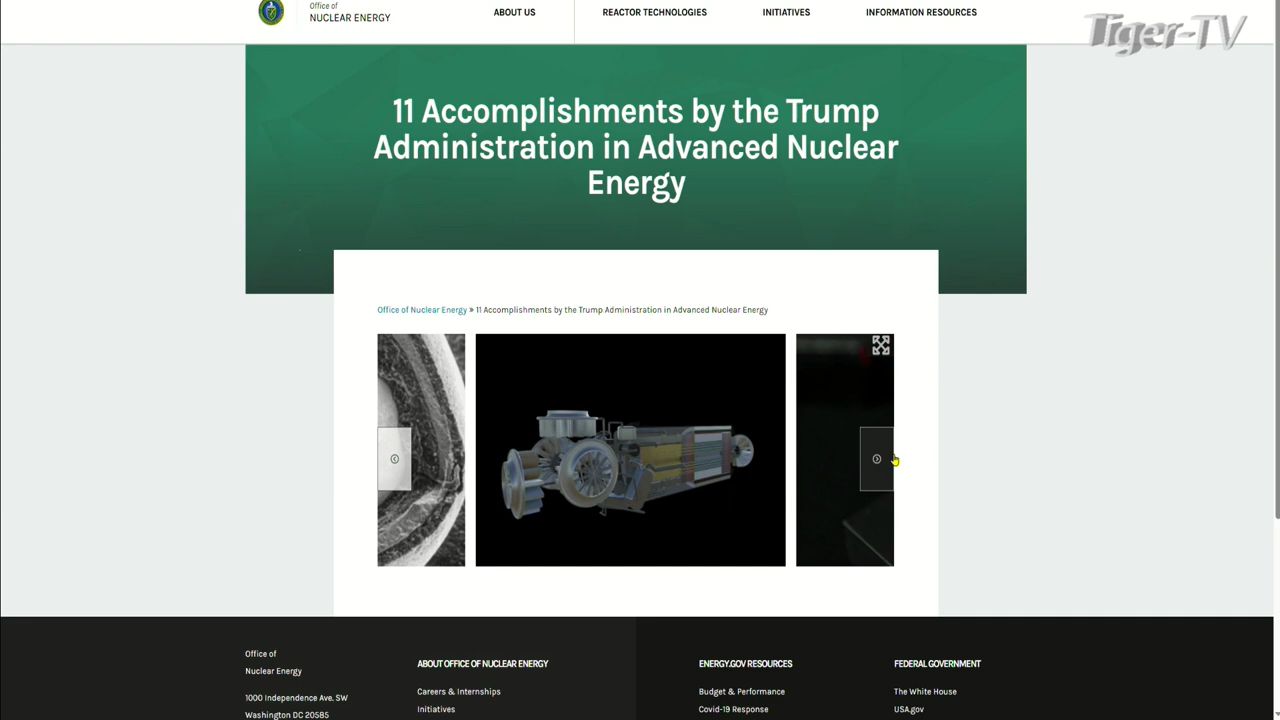 Office of
NUCLEAR ENERGY
ABOUT US
REACTOR TECHNOLOGIES
INITIATIVES
INFORMATION RESOURCES
Tiger-TV
11 Accomplishments by the Trump
Administration in Advanced Nuclear
Energy
Office of Nuclear Energy » 11 Accomplishments by the Trump Administration in Advanced Nuclear Energy
Office of
Nuclear Energy
1000 Independence Ave. SW
Washington DC 20585
ABOUT OFFICE OF NUCLEAR ENERGY
Careers & Internships
Initiatives
ENERGY.GOV RESOURCES
Budget & Performance
Covid-19 Response
FEDERAL GOVERNMENT
The White House
USA.gov